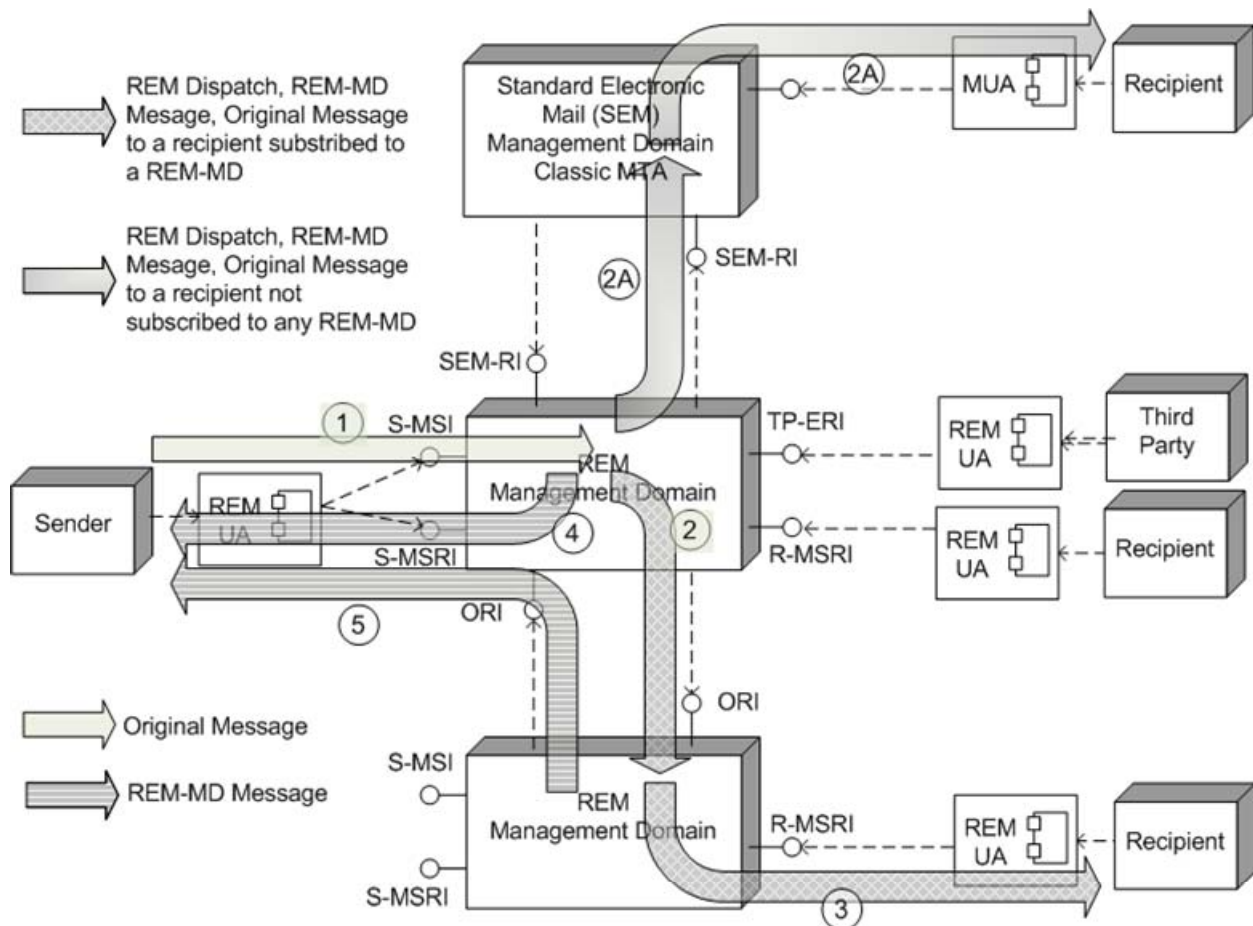 REM Dispatch, REM-MD
Mesage, Original Message
to a recipient substribed to
a REM-MD
REM Dispatch, REM-MD
Mesage, Original Message
to a recipient not
subscribed to any REM-MD
Standard Electronic
Mail (SEM)
Management Domain
Classic MTA
2A
MUA
Recipient
2A
SEM-RI
SEM-RI
1
S-MSI
REM
Management Domain
TP-ERI
REM
UA
Third
Party
Sender
REM
UA
S-MSRI
4
2
R-MSRI
REM
UA
Recipient
5
ORI
ORI
Original Message
REM-MD Message
S-MSI
S-MSRI
REM
Management Domain
R-MSRI
REM
UA
Recipient
3